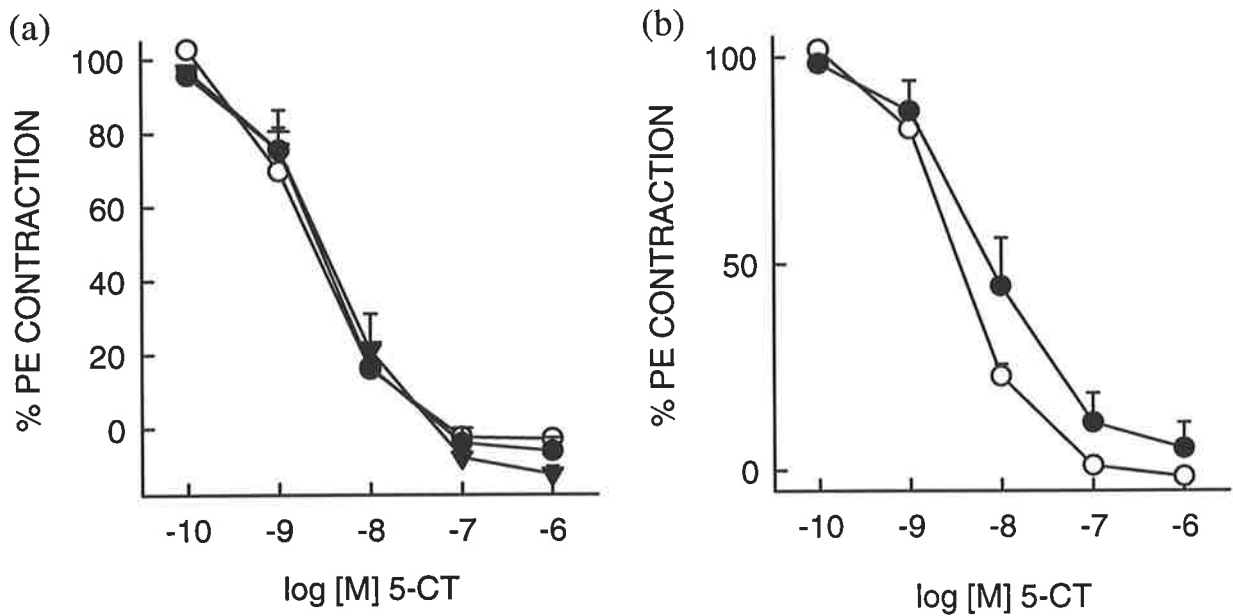 (a)
% PE CONTRACTION
100
80
60
40
20
0
-10 -9 -8 -7 -6
log [M] 5-CT
(b)
% PE CONTRACTION
100
50
0
-10 -9 -8 -7 -6
log [M] 5-CT